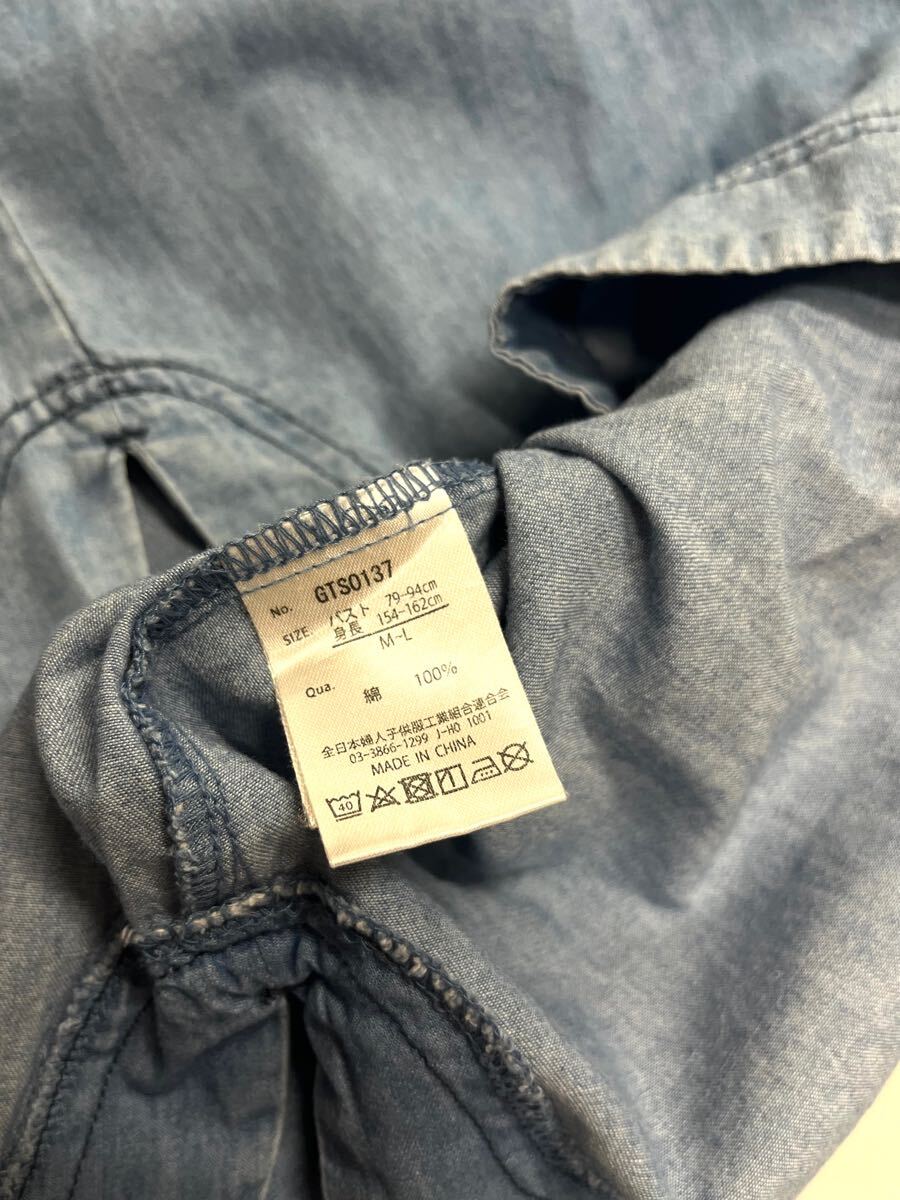 No. GTS0137
SIZE. バスト 79-94cm
身長 154-162cm
M-L
Qua. 綿 100%
全日本婦人子供服工業組合連合会
03-3866-1299 J-H0 1001
MADE IN CHINA
40